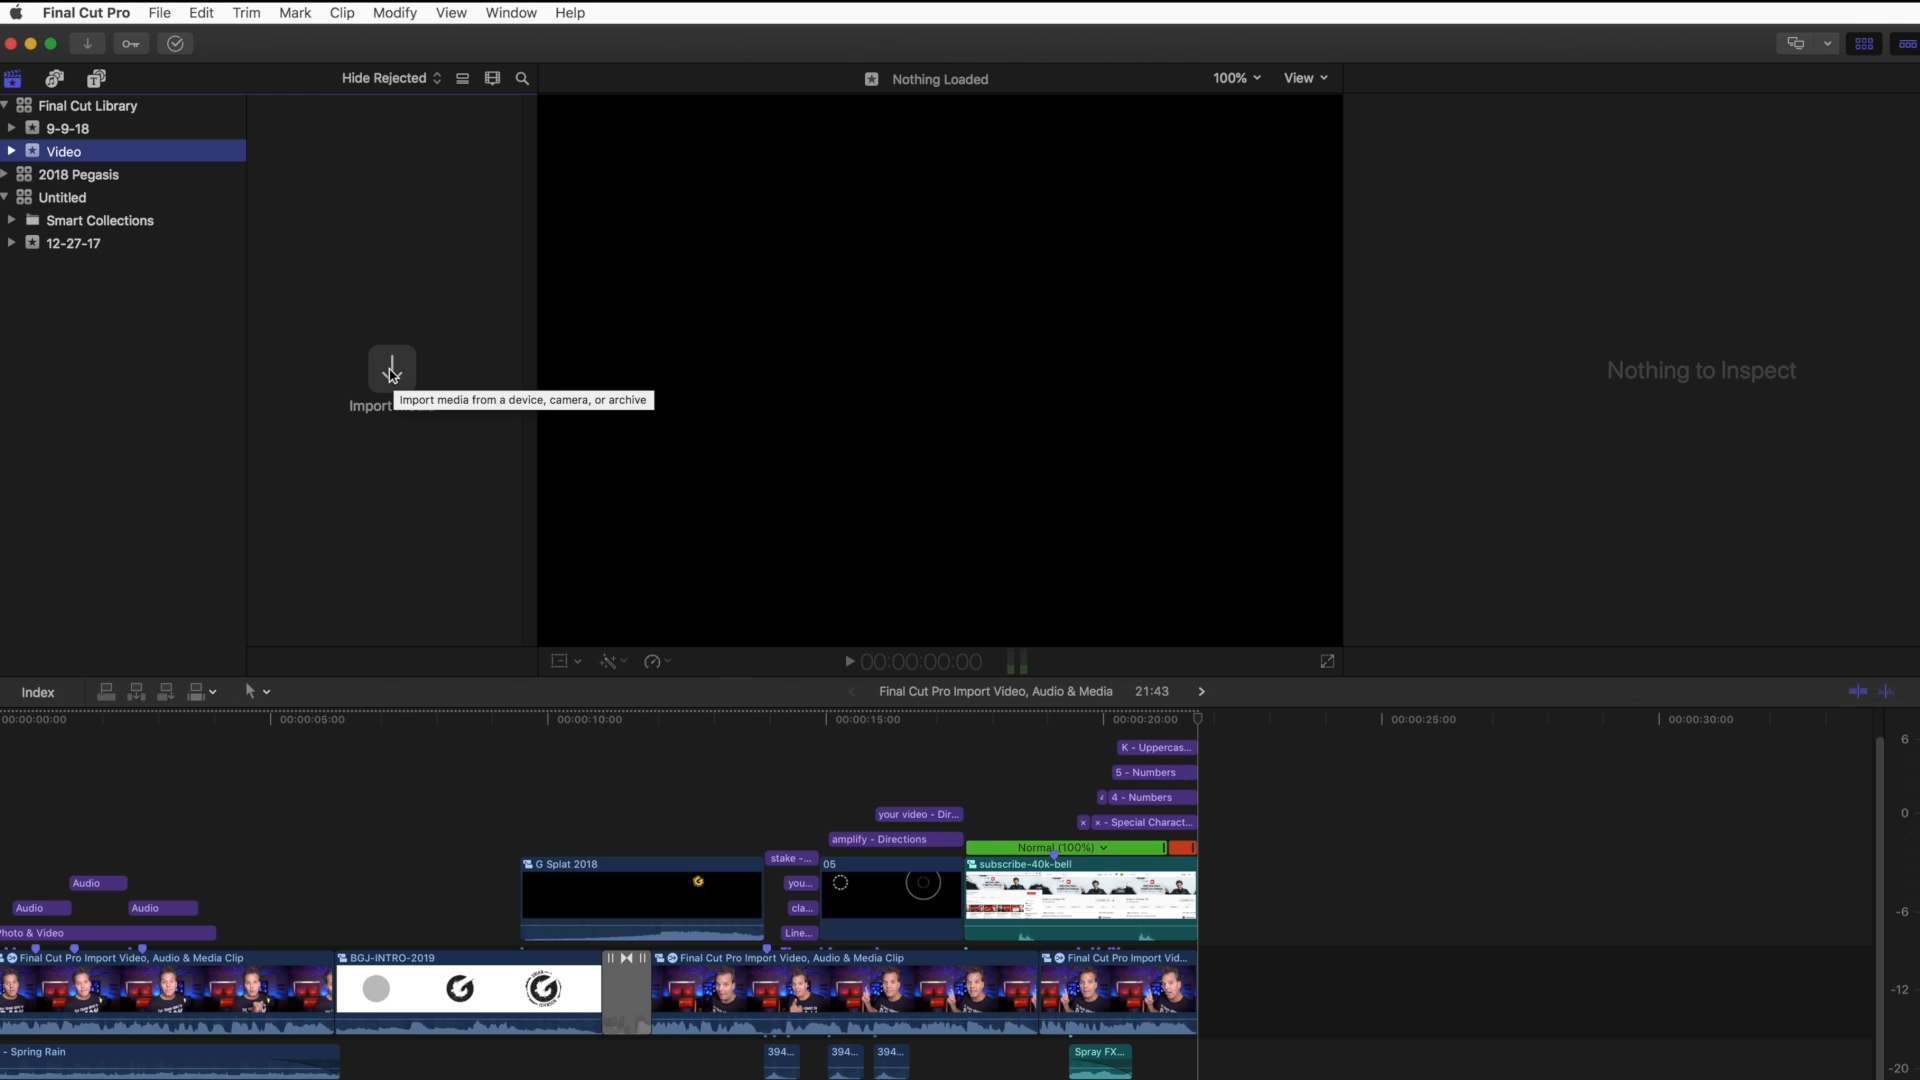 Final Cut Pro File Edit Trim Mark Clip Modify View Window Help
Hide Rejected
Nothing Loaded
100% View
Final Cut Library
9-9-18
Video
2018 Pegasis
Untitled
Smart Collections
12-27-17
Import
Import media from a device, camera, or archive
Nothing to Inspect
00:00:00:00
Index
Final Cut Pro Import Video, Audio & Media 21:43
00:00:00:00 00:00:05:00 00:00:10:00 00:00:15:00 00:00:20:00 00:00:25:00 00:00:30:00
6
K - Uppercas...
5 - Numbers
4 - Numbers
0
your video - Dir...
× - Special Charact...
amplify - Directions
Normal (100%)
stake -...
G Splat 2018
05
subscribe-40k-bell
Audio
you...
Audio
Audio
cla...
-6
hoto & Video
Line...
Final Cut Pro Import Video, Audio & Media Clip
BGJ-INTRO-2019
Final Cut Pro Import Video, Audio & Media Clip
Final Cut Pro Import Vid...
-12
- Spring Rain
394...
394...
394...
Spray FX...
-20